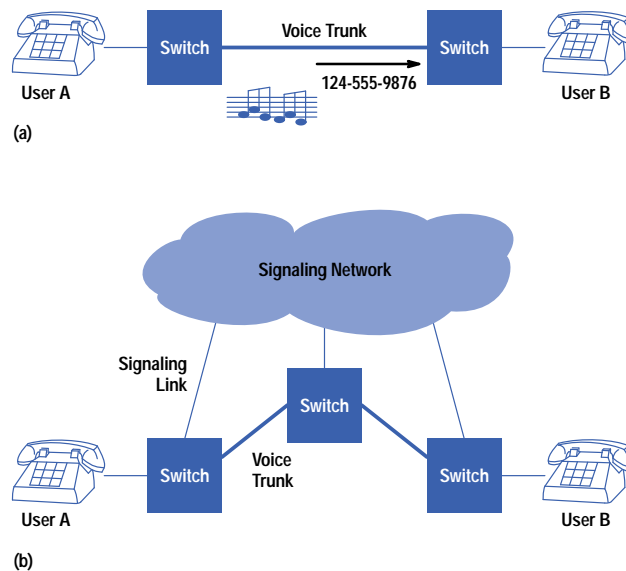 Switch
Voice Trunk
Switch
124-555-9876
User A
User B
(a)
Signaling Network
Signaling
Link
Switch
Switch
Voice
Trunk
Switch
User A
User B
(b)